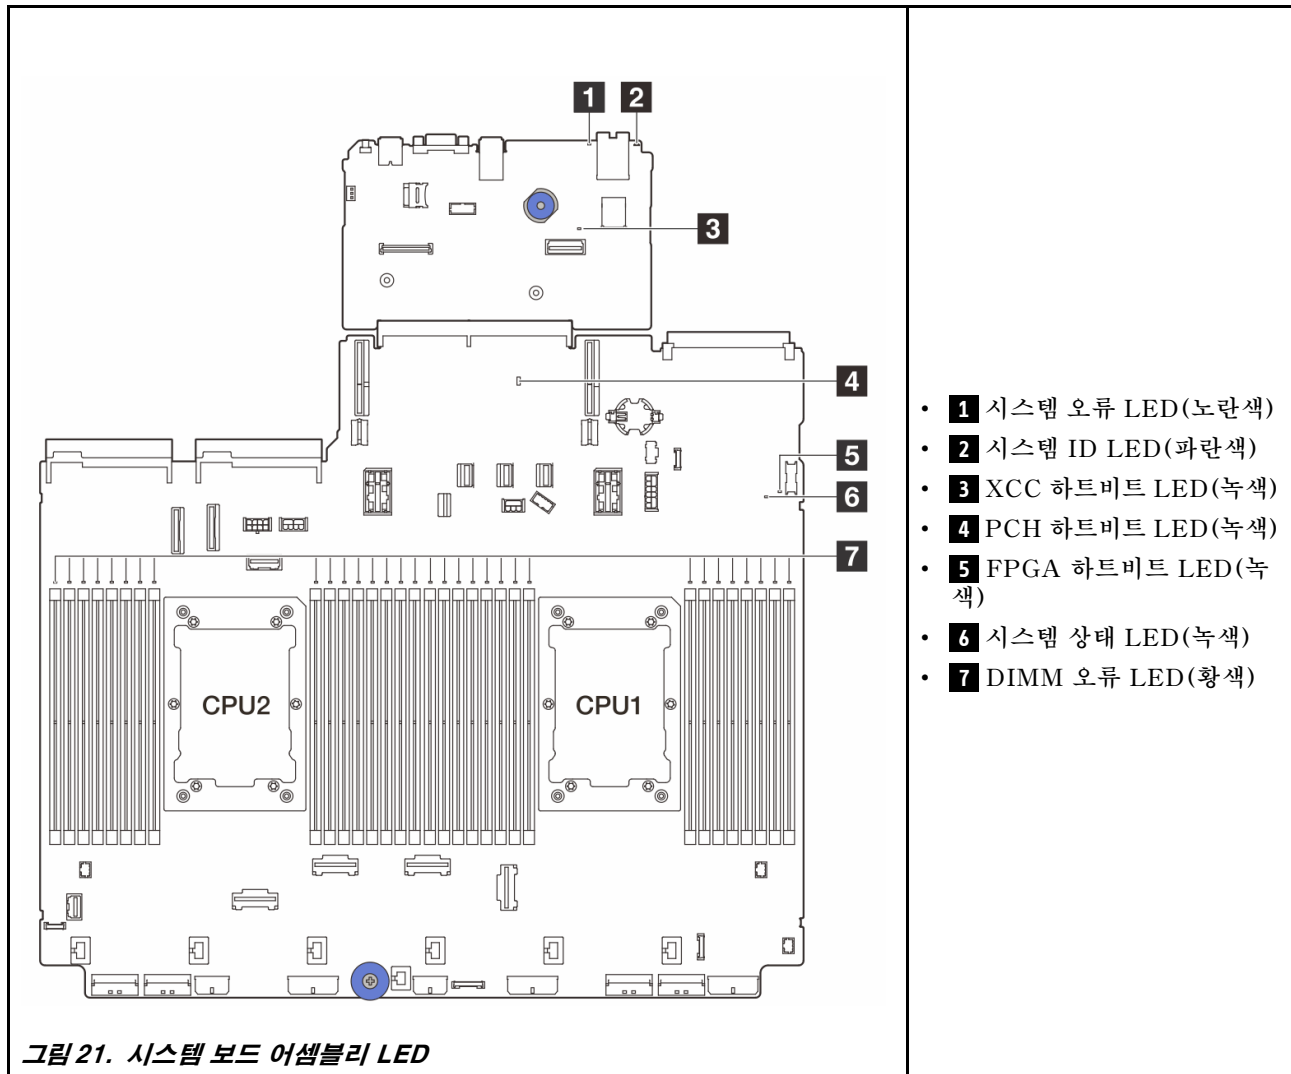 1 2
3
4
5
6
7
CPU2 CPU1
그림 21. 시스템 보드 어셈블리 LED
• 1 시스템 오류 LED(노란색)
• 2 시스템 ID LED(파란색)
• 3 XCC 하트비트 LED(녹색)
• 4 PCH 하트비트 LED(녹색)
• 5 FPGA 하트비트 LED(녹
색)
• 6 시스템 상태 LED(녹색)
• 7 DIMM 오류 LED(황색)